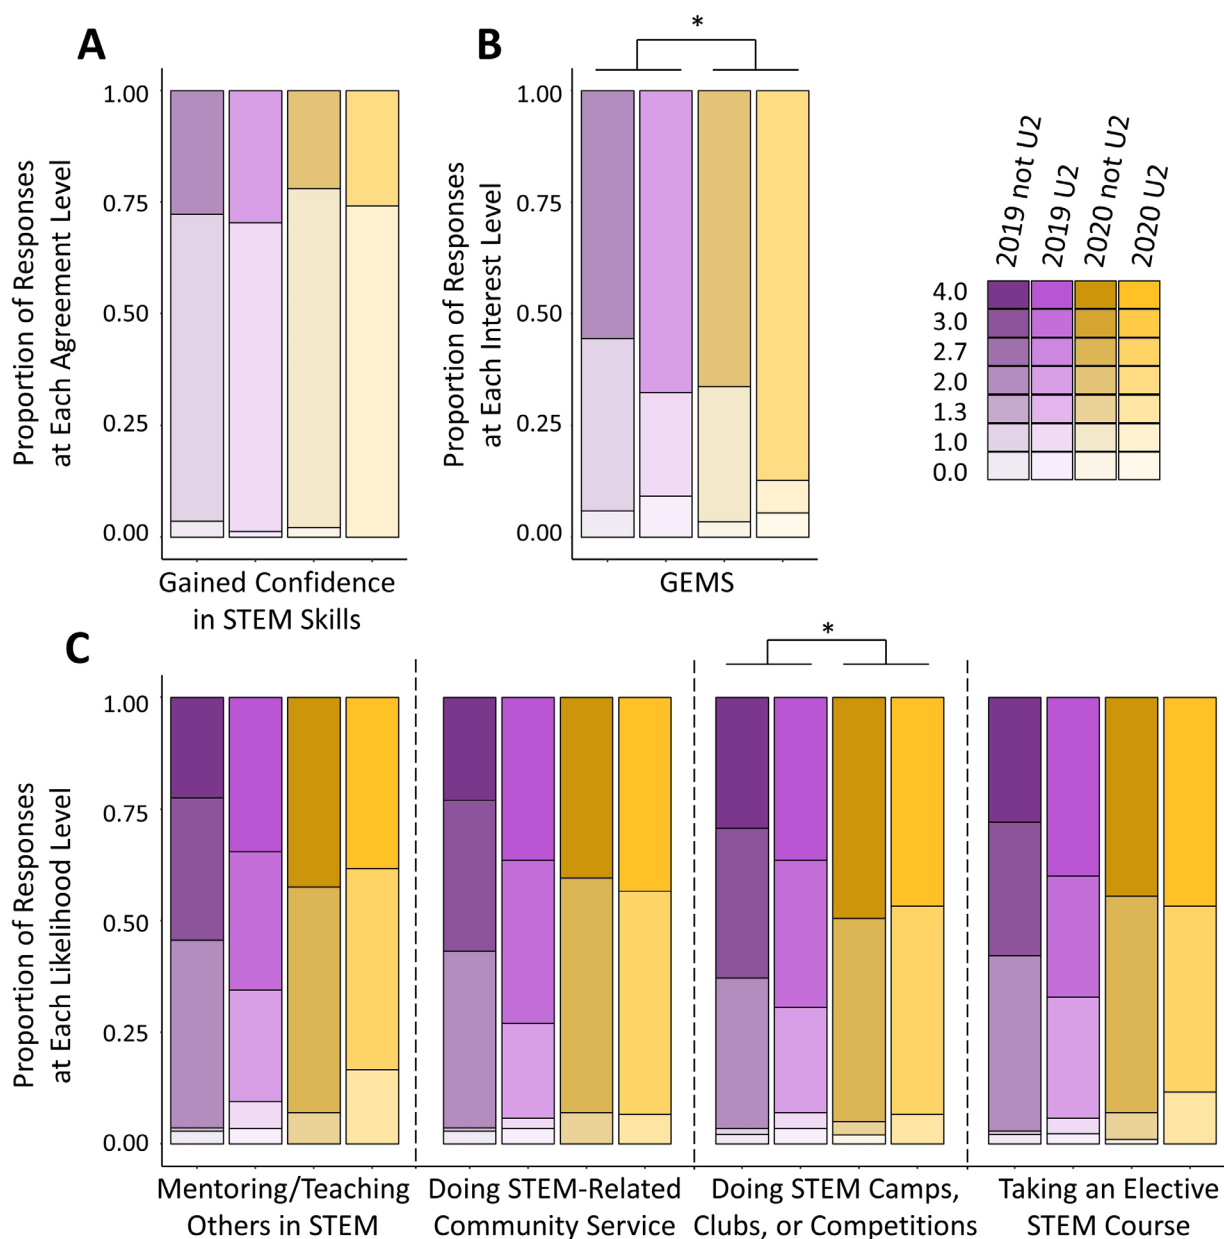 A
Proportion of Responses
at Each Agreement Level
1.00
0.75
0.50
0.25
0.00
Gained Confidence
in STEM Skills
B
*
Proportion of Responses
at Each Interest Level
1.00
0.75
0.50
0.25
0.00
GEMS
2019 not U2
2019 U2
2020 not U2
2020 U2
4.0
3.0
2.7
2.0
1.3
1.0
0.0
C
*
Proportion of Responses
at Each Likelihood Level
1.00
0.75
0.50
0.25
0.00
Mentoring/Teaching
Others in STEM
Doing STEM-Related
Community Service
Doing STEM Camps,
Clubs, or Competitions
Taking an Elective
STEM Course